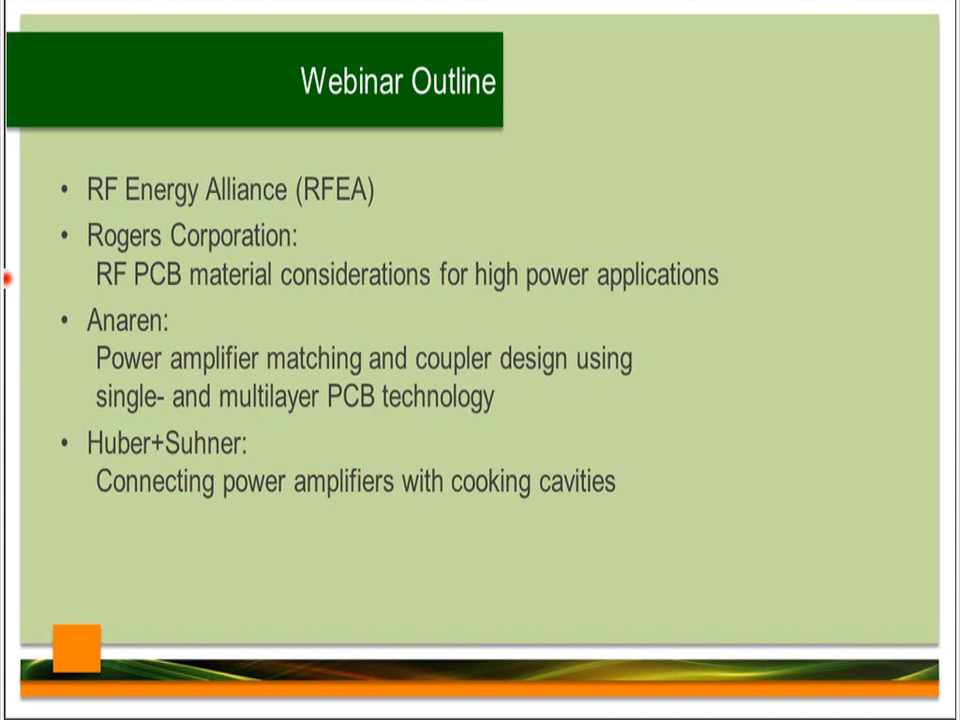 Webinar Outline
• RF Energy Alliance (RFEA)
• Rogers Corporation:
RF PCB material considerations for high power applications
• Anaren:
Power amplifier matching and coupler design using
single- and multilayer PCB technology
• Huber+Suhner:
Connecting power amplifiers with cooking cavities